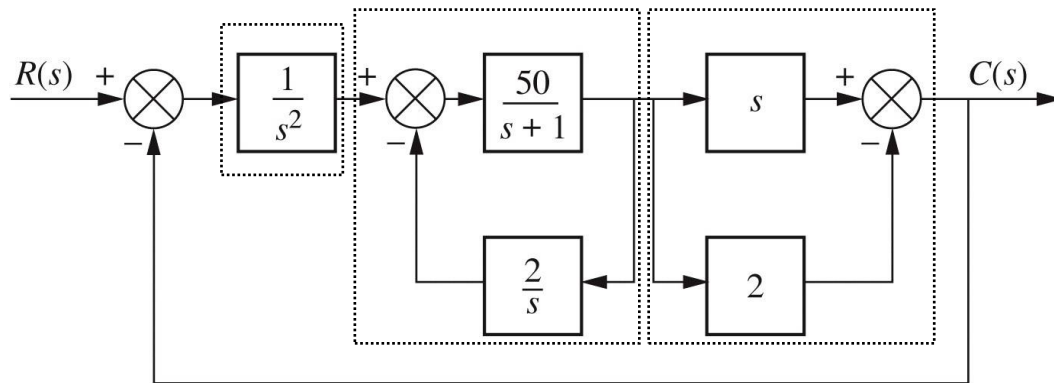 R(s) + − 1/s² + − 50/(s + 1) s + − C(s)
2/s 2